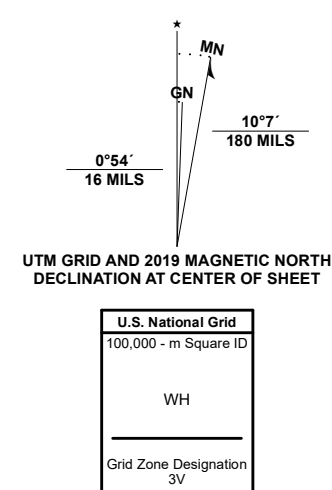 ★
MN
GN
10°7´
180 MILS
0°54´
16 MILS
UTM GRID AND 2019 MAGNETIC NORTH
DECLINATION AT CENTER OF SHEET
U.S. National Grid
100,000 - m Square ID
WH
Grid Zone Designation
3V